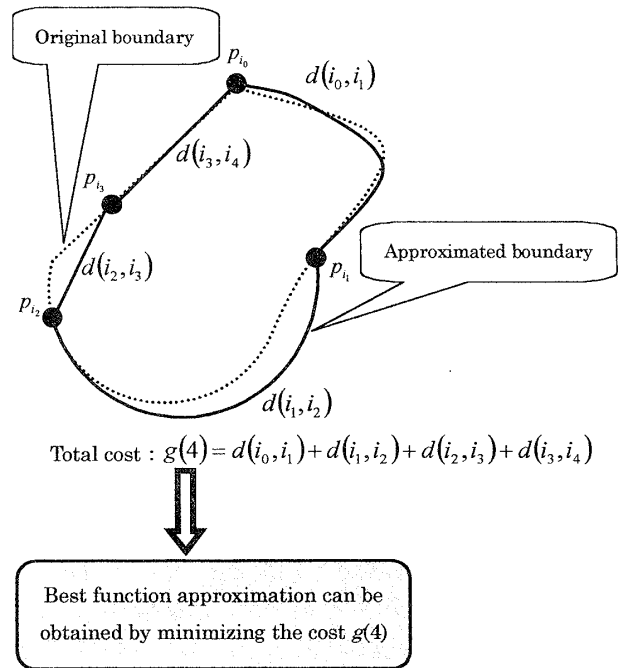 Original boundary
p_{i_0}
d(i_0,i_1)
d(i_3,i_4)
p_{i_3}
Approximated boundary
d(i_2,i_3)
p_{i_1}
p_{i_2}
d(i_1,i_2)
Total cost : g(4) = d(i_0,i_1)+d(i_1,i_2)+d(i_2,i_3)+d(i_3,i_4)
Best function approximation can be
obtained by minimizing the cost g(4)